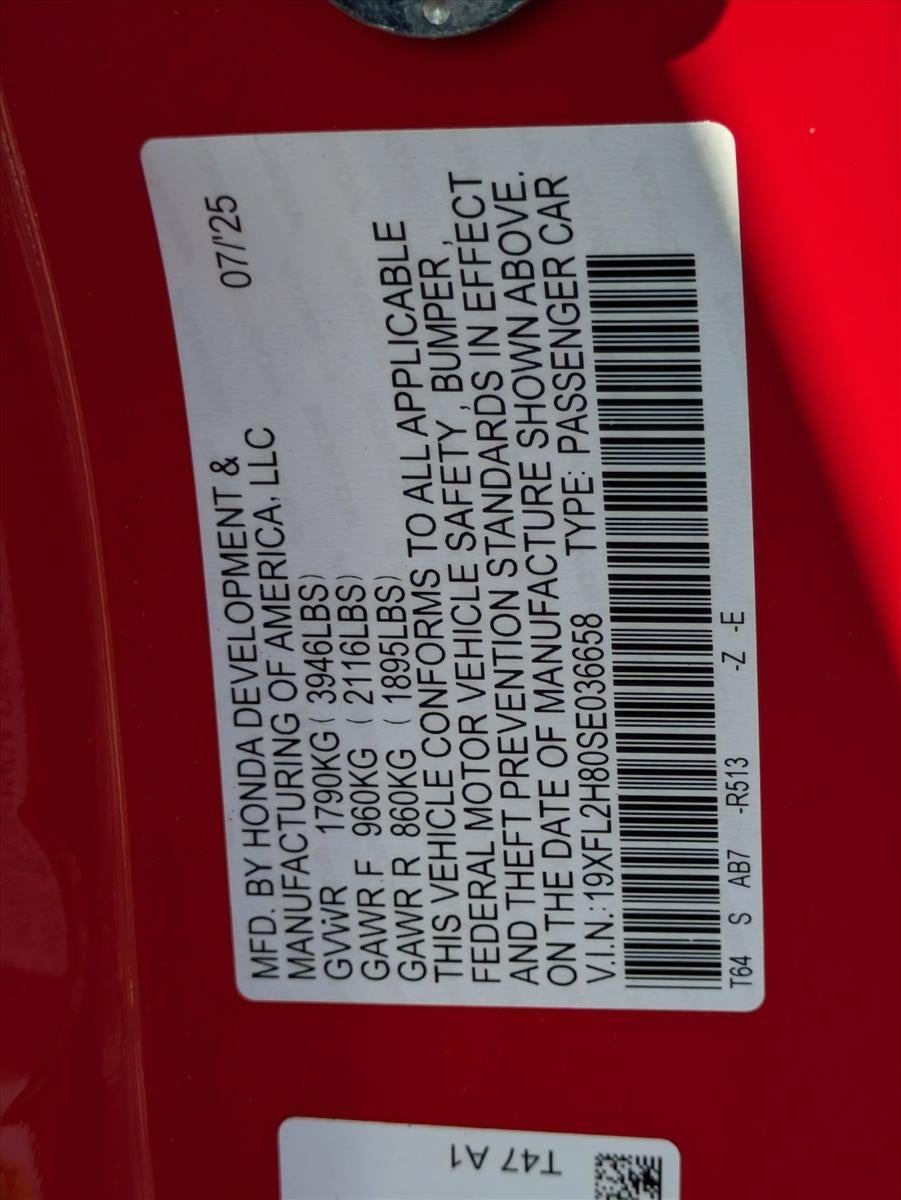 MFD. BY HONDA DEVELOPMENT & 07/'25
MANUFACTURING OF AMERICA, LLC
GVWR 1790KG ( 3946LBS)
GAWR F 960KG ( 2116LBS)
GAWR R 860KG ( 1895LBS)
THIS VEHICLE CONFORMS TO ALL APPLICABLE
FEDERAL MOTOR VEHICLE SAFETY , BUMPER,
AND THEFT PREVENTION STANDARDS IN EFFECT
ON THE DATE OF MANUFACTURE SHOWN ABOVE.
V.I.N.:19XFL2H80SE036658 TYPE: PASSENGER CAR
T64 S AB7 -R513 -Z -E
T47 A1